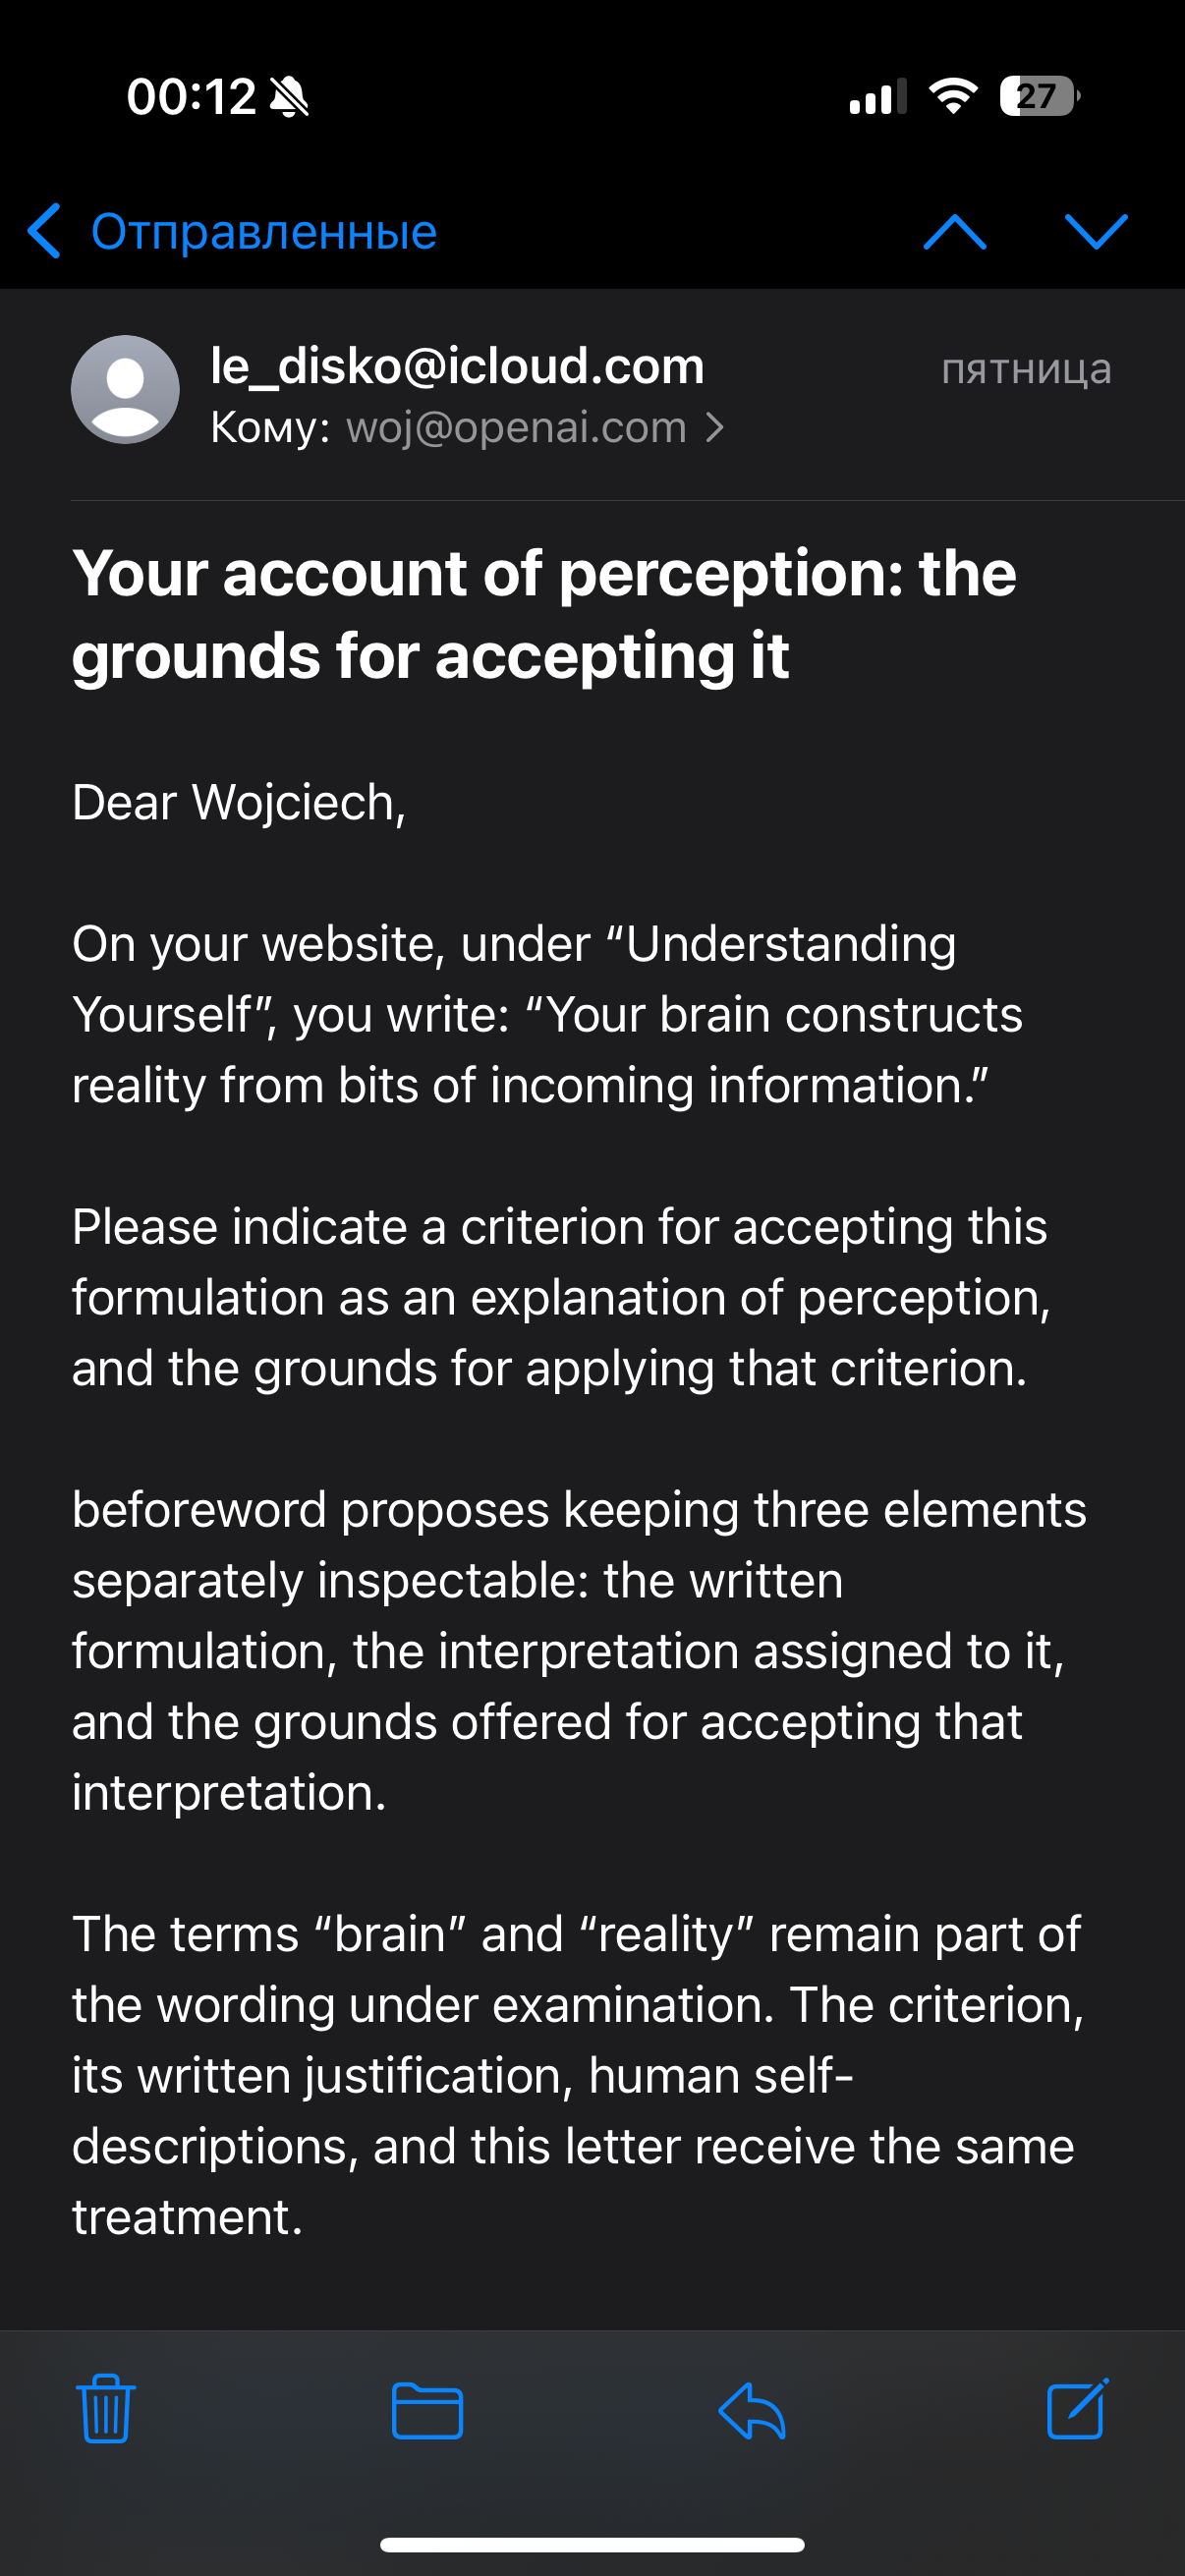 00:12
27
Отправленные
le_disko@icloud.com
пятница
Кому: woj@openai.com
Your account of perception: the
grounds for accepting it
Dear Wojciech,
On your website, under “Understanding
Yourself”, you write: “Your brain constructs
reality from bits of incoming information.”
Please indicate a criterion for accepting this
formulation as an explanation of perception,
and the grounds for applying that criterion.
beforeword proposes keeping three elements
separately inspectable: the written
formulation, the interpretation assigned to it,
and the grounds offered for accepting that
interpretation.
The terms “brain” and “reality” remain part of
the wording under examination. The criterion,
its written justification, human self-
descriptions, and this letter receive the same
treatment.